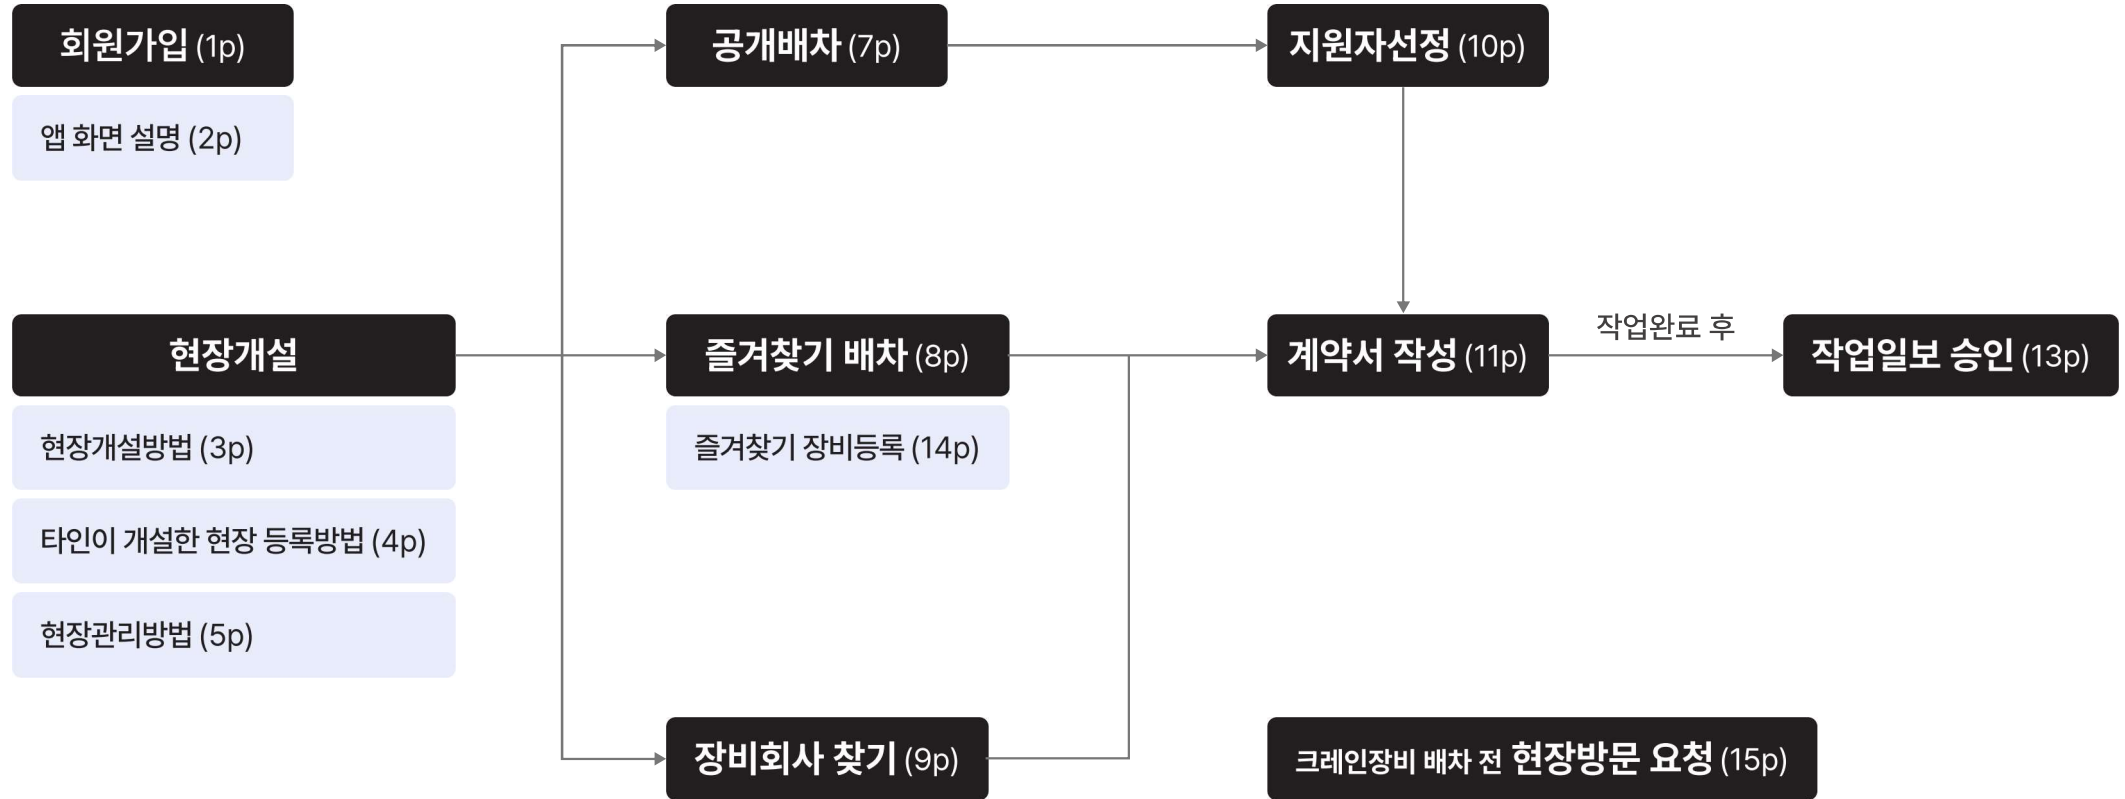 회원가입 (1p)
앱 화면 설명 (2p)
현장개설
현장개설방법 (3p)
타인이 개설한 현장 등록방법 (4p)
현장관리방법 (5p)
공개배차 (7p)
즐겨찾기 배차 (8p)
즐겨찾기 장비등록 (14p)
장비회사 찾기 (9p)
지원자선정 (10p)
계약서 작성 (11p)
작업완료 후
작업일보 승인 (13p)
크레인장비 배차 전 현장방문 요청 (15p)